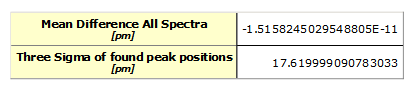 Mean Difference All Spectra
[pm]
-1.5158245029548805E-11
Three Sigma of found peak positions
[pm]
17.619999090783033